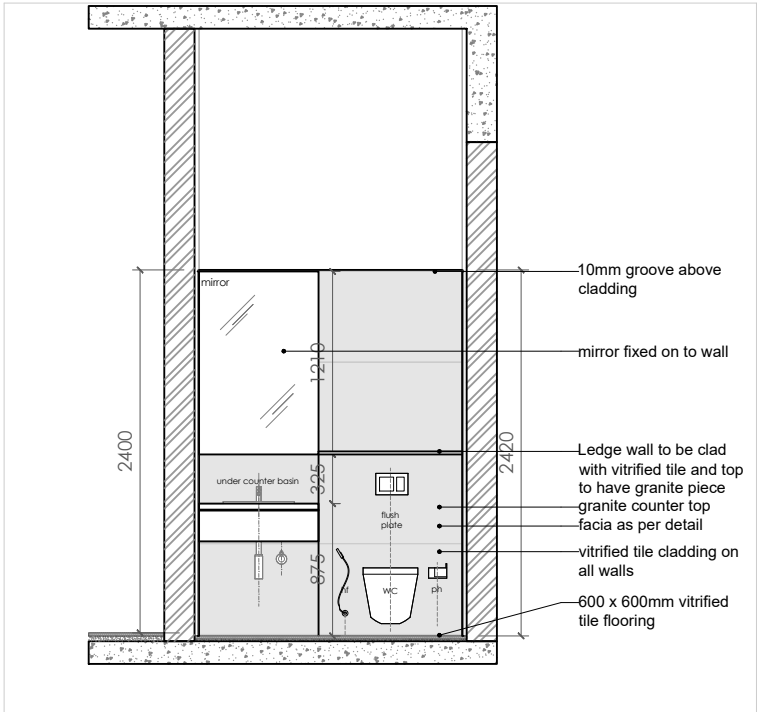 mirror
10mm groove above
cladding
mirror fixed on to wall
1210
2400
2420
Ledge wall to be clad
with vitrified tile and top
to have granite piece
granite counter top
facia as per detail
under counter basin
325
flush
plate
vitrified tile cladding on
all walls
875
hf
WC
ph
600 x 600mm vitrified
tile flooring